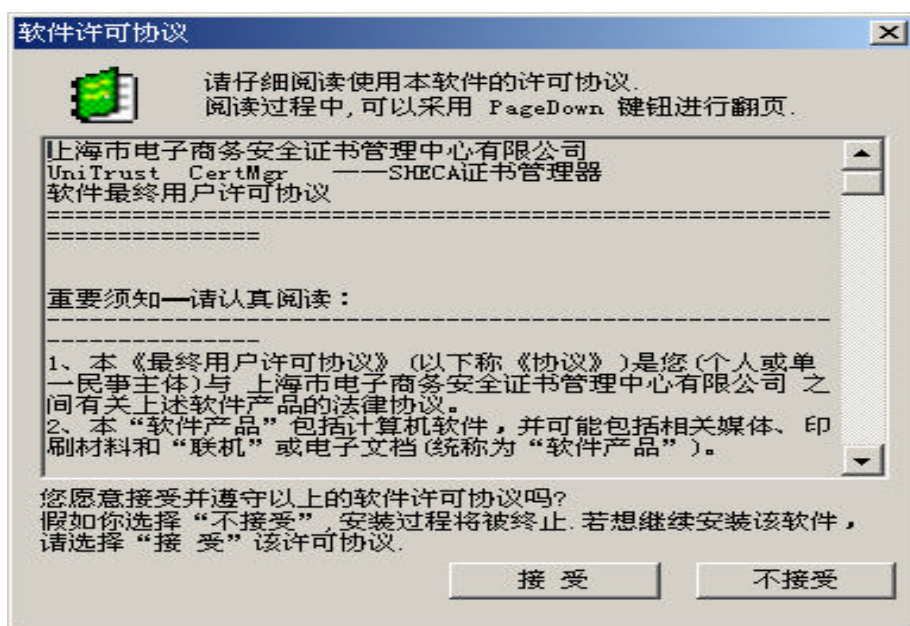 软件许可协议
请仔细阅读使用本软件的许可协议.
阅读过程中,可以采用 PageDown 键钮进行翻页.
上海市电子商务安全证书管理中心有限公司
UniTrust CertMgr ——SHECA证书管理器
软件最终用户许可协议
=======================================================
===============
重要须知—请认真阅读：
-------------------------------------------------------
---------------
1、本《最终用户许可协议》(以下称《协议》)是您(个人或单
一民事主体)与 上海市电子商务安全证书管理中心有限公司 之
间有关上述软件产品的法律协议。
2、本“软件产品”包括计算机软件，并可能包括相关媒体、印
刷材料和“联机”或电子文档(统称为“软件产品”)。
您愿意接受并遵守以上的软件许可协议吗?
假如你选择“不接受”,安装过程将被终止.若想继续安装该软件，
请选择“接 受”该许可协议.
接 受
不接受